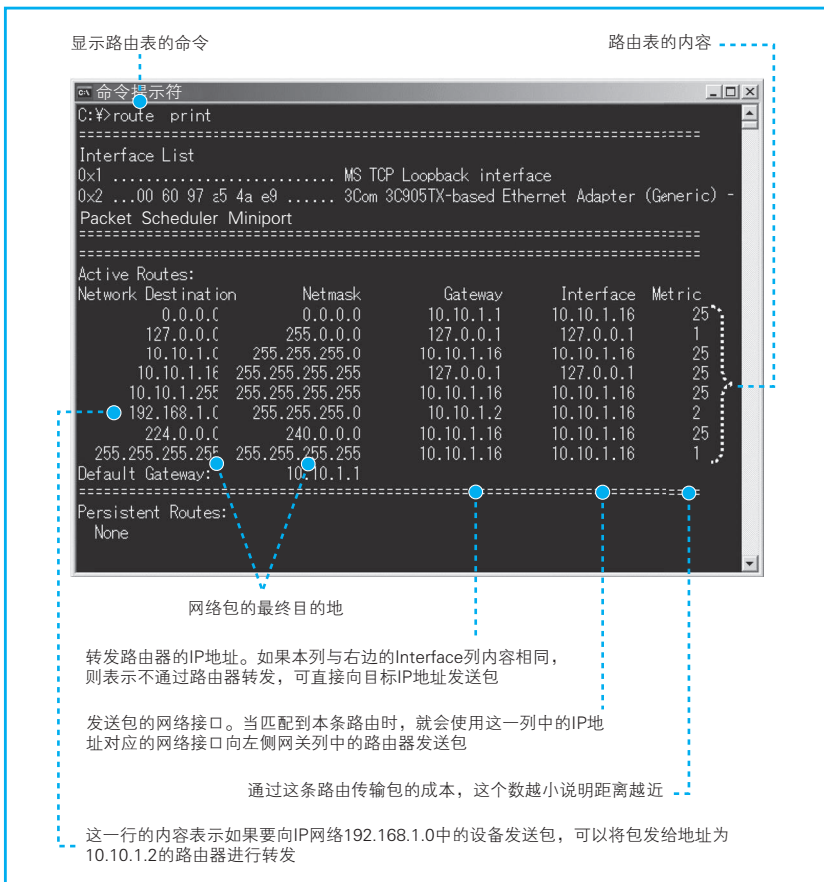 显示路由表的命令
路由表的内容
命令提示符
C:¥>route print
Interface List
0x1 ........................... MS TCP Loopback interface
0x2 ...00 60 97 a5 4a e9 ...... 3Com 3C905TX-based Ethernet Adapter (Generic) -
Packet Scheduler Miniport
Active Routes:
Network Destination Netmask Gateway Interface Metric
0.0.0.0 0.0.0.0 10.10.1.1 10.10.1.16 25
127.0.0.0 255.0.0.0 127.0.0.1 127.0.0.1 1
10.10.1.0 255.255.255.0 10.10.1.16 10.10.1.16 25
10.10.1.16 255.255.255.255 127.0.0.1 127.0.0.1 25
10.10.1.255 255.255.255.255 10.10.1.16 10.10.1.16 25
192.168.1.0 255.255.255.0 10.10.1.2 10.10.1.16 2
224.0.0.0 240.0.0.0 10.10.1.16 10.10.1.16 25
255.255.255.255 255.255.255.255 10.10.1.16 10.10.1.16 1
Default Gateway: 10.10.1.1
Persistent Routes:
None
网络包的最终目的地
转发路由器的IP地址。如果本列与右边的Interface列内容相同，
则表示不通过路由器转发，可直接向目标IP地址发送包
发送包的网络接口。当匹配到本条路由时，就会使用这一列中的IP地
址对应的网络接口向左侧网关列中的路由器发送包
通过这条路由传输包的成本，这个数越小说明距离越近
这一行的内容表示如果要向IP网络192.168.1.0中的设备发送包，可以将包发给地址为
10.10.1.2的路由器进行转发